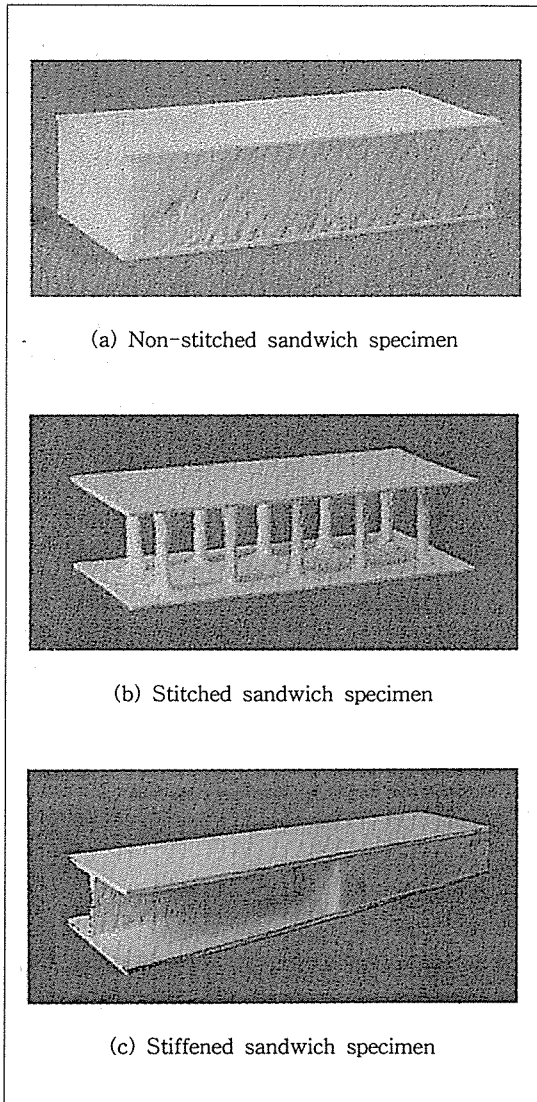 (a) Non-stitched sandwich specimen
(b) Stitched sandwich specimen
(c) Stiffened sandwich specimen